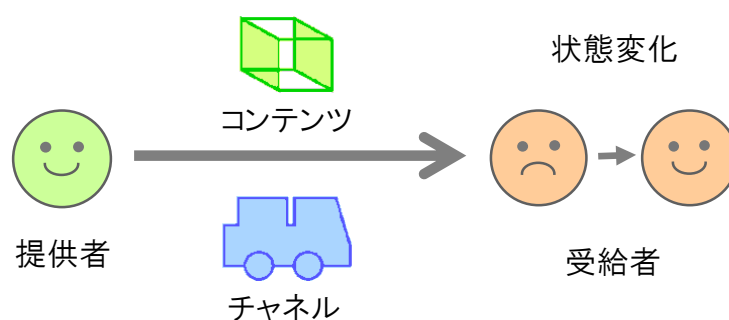 状態変化
コンテンツ
提供者
受給者
チャネル